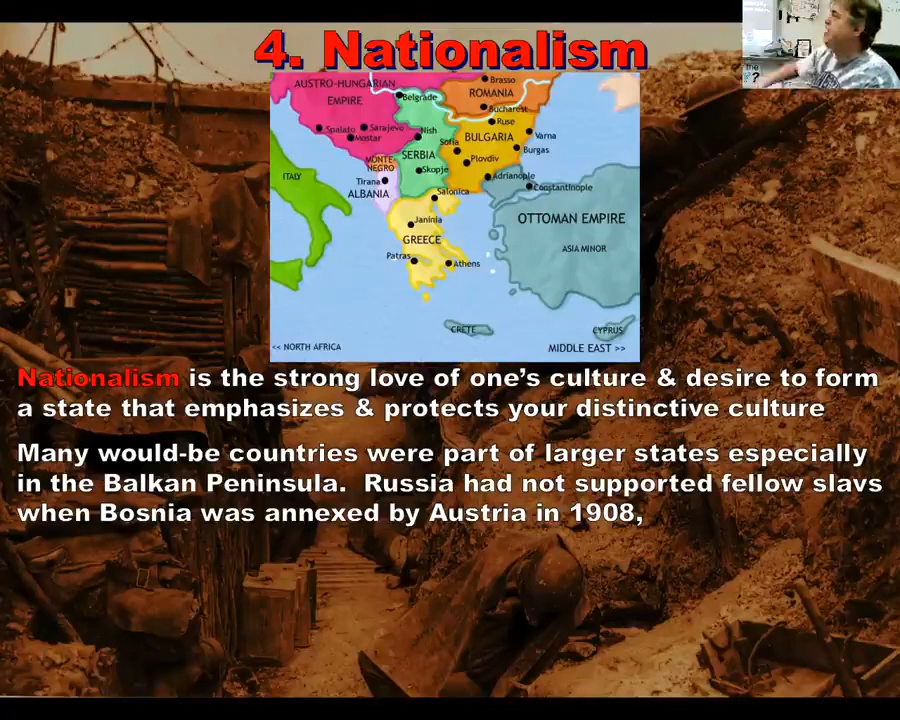 4. Nationalism
the
??
AUSTRO-HUNGARIAN
EMPIRE
Brasso
ROMANIA
Belgrade
Bucharest
Ruse
Spalato
Sarajevo
Mostar
Nish
Sofia
BULGARIA
Varna
Burgas
SERBIA
Plovdiv
MONTE
NEGRO
Skopje
ITALY
Tirana
ALBANIA
Adrianople
Constantinople
Salonica
OTTOMAN EMPIRE
Janinia
ASIA MINOR
GREECE
Patras
Athens
CRETE
CYPRUS
<< NORTH AFRICA
MIDDLE EAST >>
Nationalism is the strong love of one’s culture & desire to form
a state that emphasizes & protects your distinctive culture
Many would-be countries were part of larger states especially
in the Balkan Peninsula. Russia had not supported fellow slavs
when Bosnia was annexed by Austria in 1908,